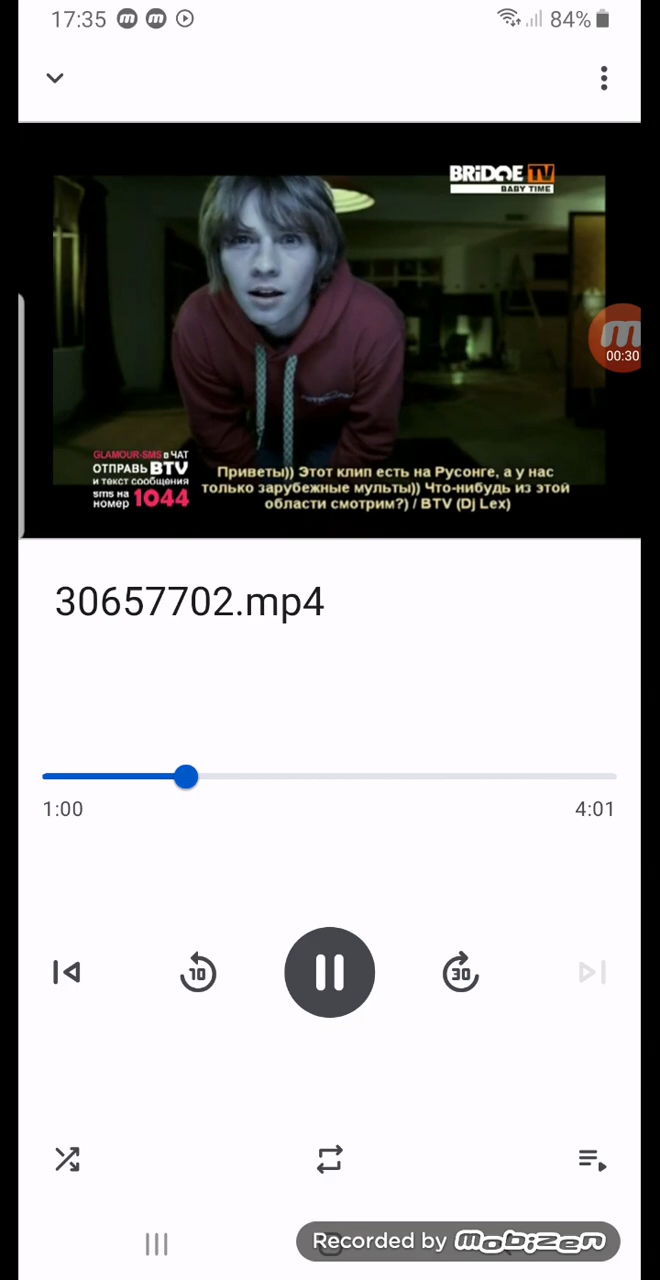 17:35
84%
BRIDGE TV
BABY TIME
00:30
GLAMOUR-SMS в ЧАТ
ОТПРАВЬ BTV
и текст сообщения
sms на
номер 1044
Приветы)) Этот клип есть на Русонге, а у нас
только зарубежные мульты)) Что-нибудь из этой
области смотрим?) / BTV (Dj Lex)
30657702.mp4
1:00
4:01
10
30
Recorded by mobizen